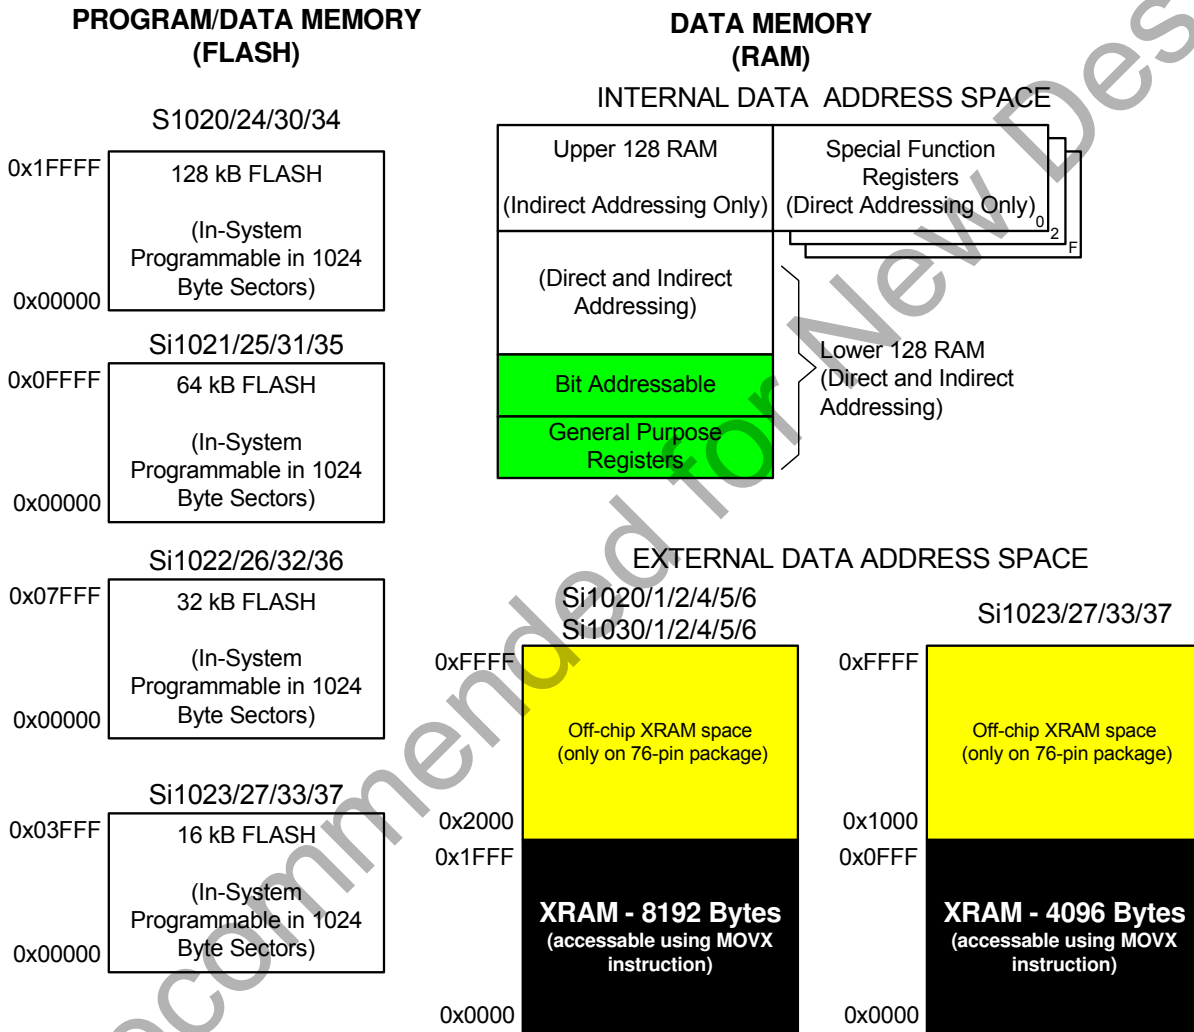 PROGRAM/DATA MEMORY
(FLASH)
S1020/24/30/34
0x1FFFF
128 kB FLASH
(In-System
Programmable in 1024
Byte Sectors)
0x00000
Si1021/25/31/35
0x0FFFF
64 kB FLASH
(In-System
Programmable in 1024
Byte Sectors)
0x00000
Si1022/26/32/36
0x07FFF
32 kB FLASH
(In-System
Programmable in 1024
Byte Sectors)
0x00000
Si1023/27/33/37
0x03FFF
16 kB FLASH
(In-System
Programmable in 1024
Byte Sectors)
0x00000
DATA MEMORY
(RAM)
INTERNAL DATA ADDRESS SPACE
Upper 128 RAM
(Indirect Addressing Only)
Special Function
Registers
(Direct Addressing Only)
0
2
F
(Direct and Indirect
Addressing)
Bit Addressable
General Purpose
Registers
Lower 128 RAM
(Direct and Indirect
Addressing)
EXTERNAL DATA ADDRESS SPACE
Si1020/1/2/4/5/6
Si1030/1/2/4/5/6
0xFFFF
Off-chip XRAM space
(only on 76-pin package)
0x2000
0x1FFF
XRAM - 8192 Bytes
(accessable using MOVX
instruction)
0x0000
Si1023/27/33/37
0xFFFF
Off-chip XRAM space
(only on 76-pin package)
0x1000
0x0FFF
XRAM - 4096 Bytes
(accessable using MOVX
instruction)
0x0000
ecommended for New Des